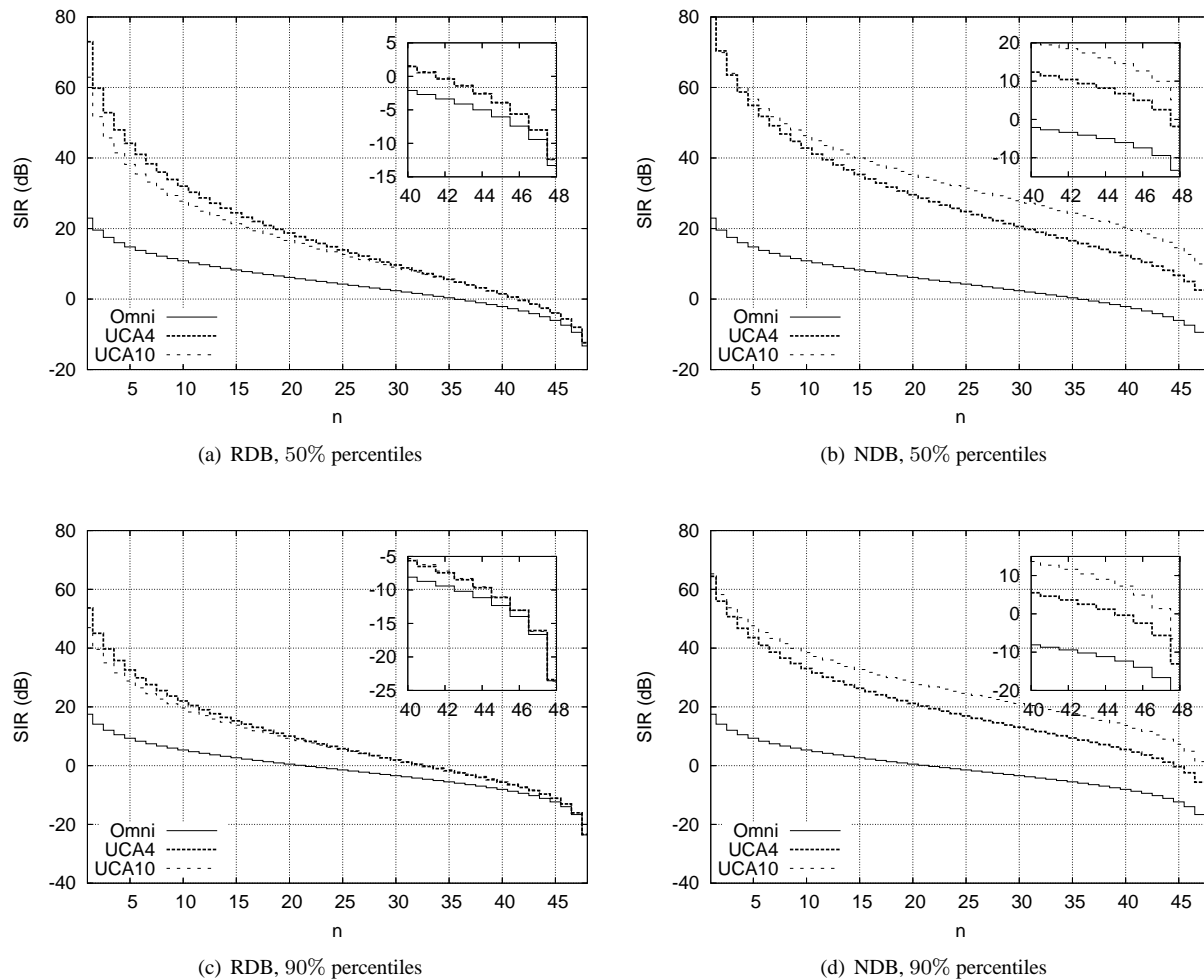 80
60
40
20
0
-20
SIR (dB)
5 10 15 20 25 30 35 40 45
n
Omni
UCA4
UCA10
5
0
-5
-10
-15
40 42 44 46 48
(a) RDB, 50% percentiles
80
60
40
20
0
-20
SIR (dB)
5 10 15 20 25 30 35 40 45
n
Omni
UCA4
UCA10
20
10
0
-10
40 42 44 46 48
(b) NDB, 50% percentiles
80
60
40
20
0
-20
-40
SIR (dB)
5 10 15 20 25 30 35 40 45
n
Omni
UCA4
UCA10
-5
-10
-15
-20
-25
40 42 44 46 48
(c) RDB, 90% percentiles
80
60
40
20
0
-20
-40
SIR (dB)
5 10 15 20 25 30 35 40 45
n
Omni
UCA4
UCA10
10
0
-10
-20
40 42 44 46 48
(d) NDB, 90% percentiles